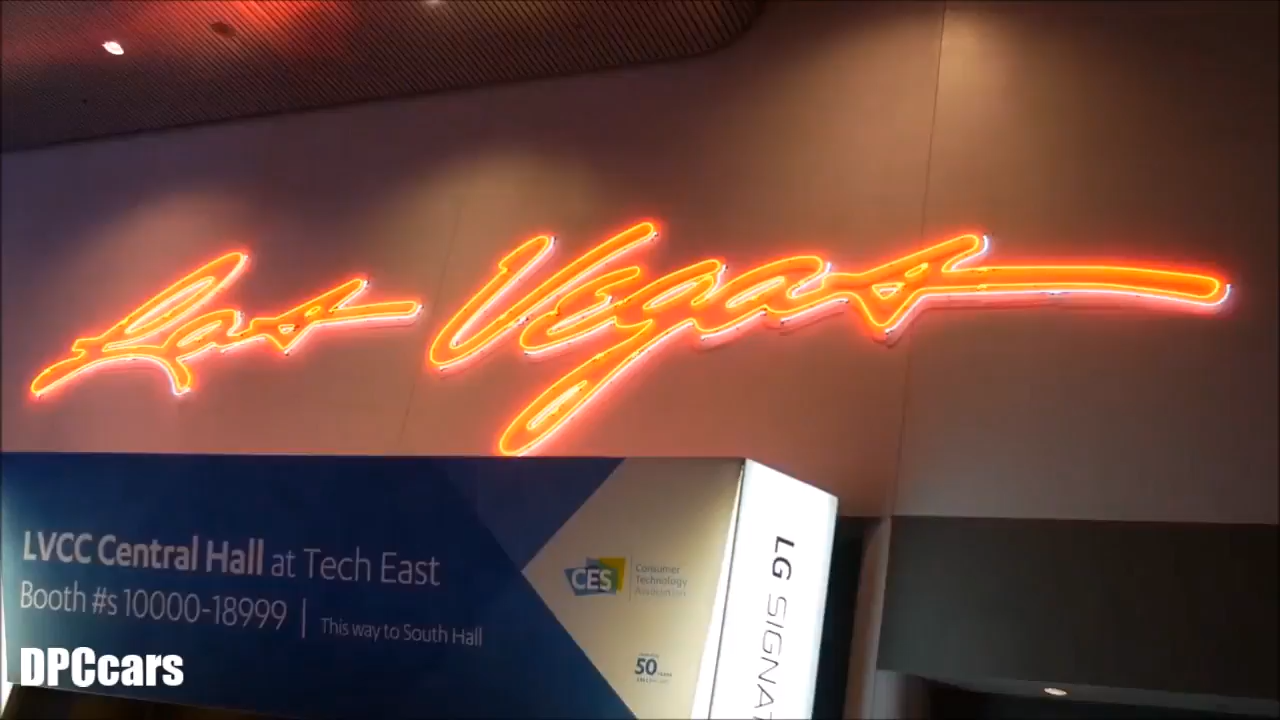 Las Vegas
LVCC Central Hall at Tech East
Booth #s 10000-18999 | This way to South Hall
CES
Consumer
Technology
Association
50
LG SIGNAT
DPCcars